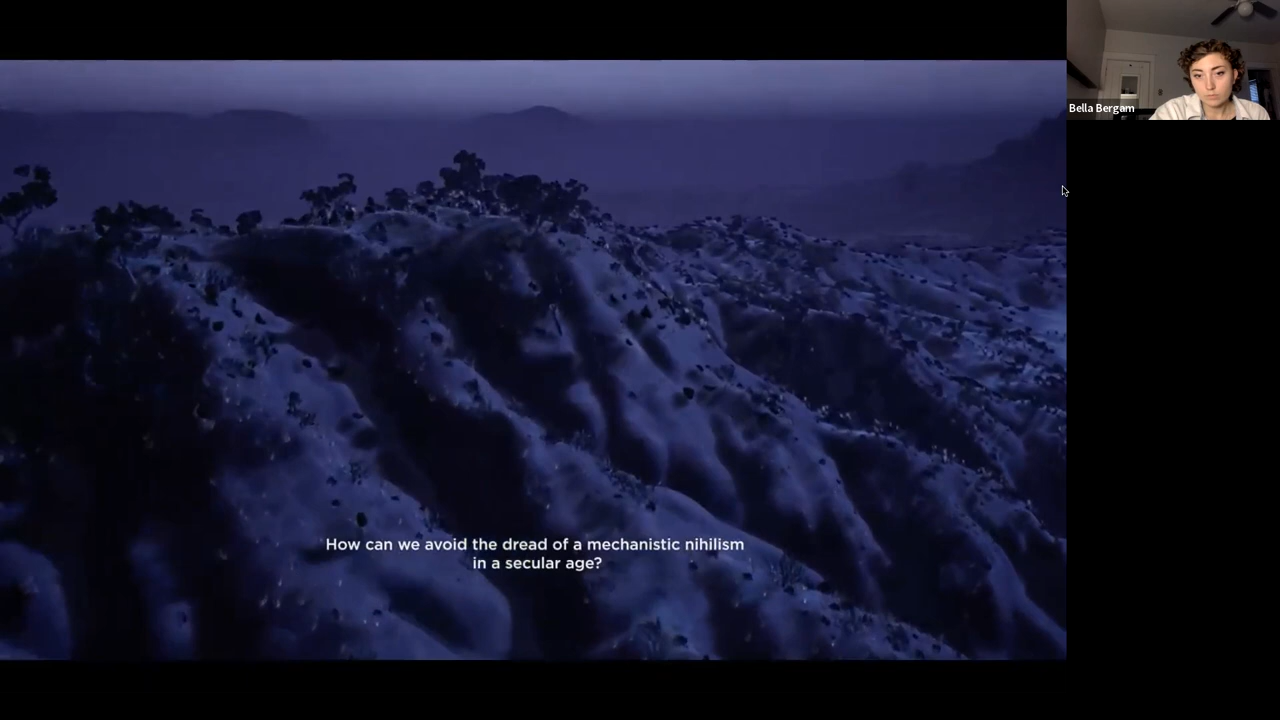 Bella Bergam
How can we avoid the dread of a mechanistic nihilism
in a secular age?